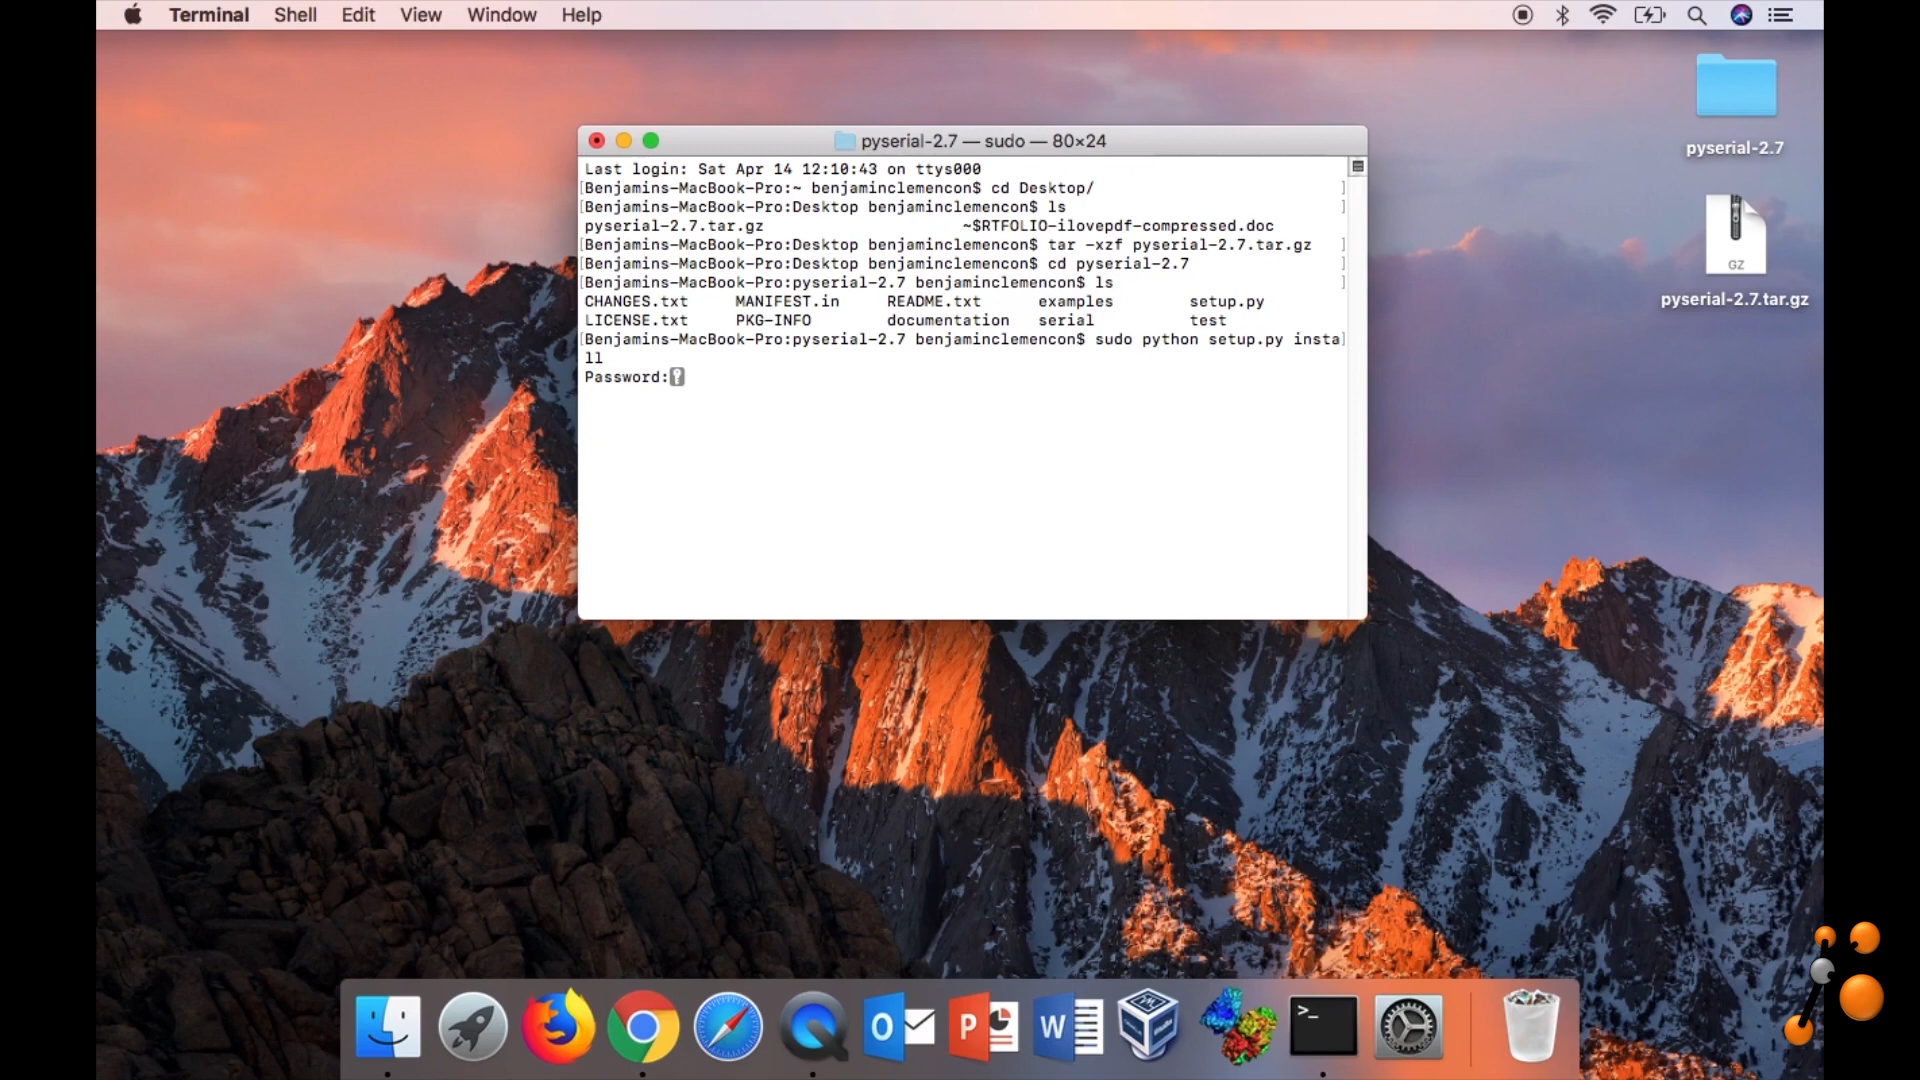 Terminal Shell Edit View Window Help
pyserial-2.7 — sudo — 80×24
Last login: Sat Apr 14 12:10:43 on ttys000
[Benjamins-MacBook-Pro:~ benjaminclemencon$ cd Desktop/ ]
[Benjamins-MacBook-Pro:Desktop benjaminclemencon$ ls ]
pyserial-2.7.tar.gz ~$RTFOLIO-ilovepdf-compressed.doc
[Benjamins-MacBook-Pro:Desktop benjaminclemencon$ tar -xzf pyserial-2.7.tar.gz ]
[Benjamins-MacBook-Pro:Desktop benjaminclemencon$ cd pyserial-2.7 ]
[Benjamins-MacBook-Pro:pyserial-2.7 benjaminclemencon$ ls ]
CHANGES.txt MANIFEST.in README.txt examples setup.py
LICENSE.txt PKG-INFO documentation serial test
[Benjamins-MacBook-Pro:pyserial-2.7 benjaminclemencon$ sudo python setup.py insta]
ll
Password:
pyserial-2.7
GZ
pyserial-2.7.tar.gz
O
P
W
>_